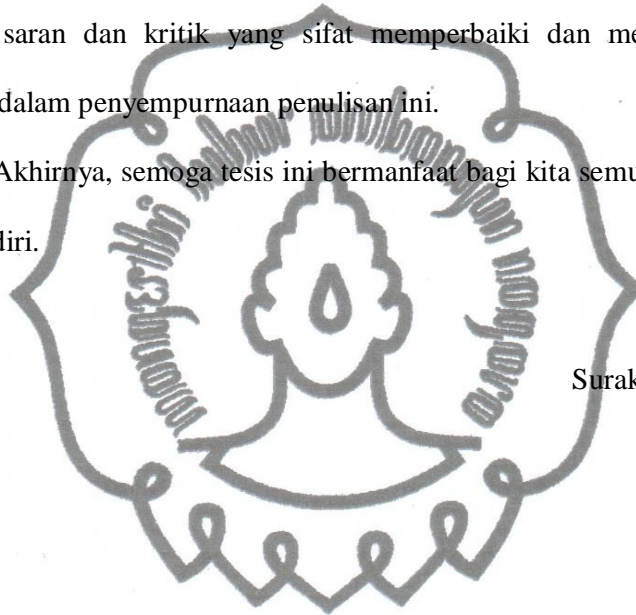 saran dan kritik yang sifat memperbaiki dan me
dalam penyempurnaan penulisan ini.
Akhirnya, semoga tesis ini bermanfaat bagi kita semu
diri.
Surak